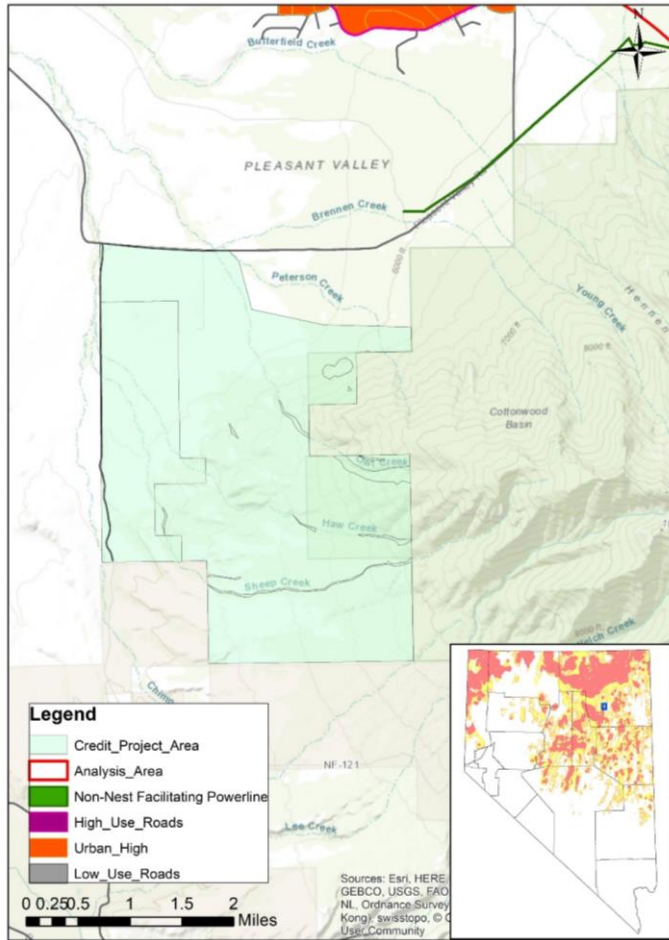 N
Butterfield Creek
PLEASANT VALLEY
Brennen Creek
6000 ft.
Peterson Creek
Young Creek
7000 ft.
8000 ft.
Cottonwood
Basin
Haw Creek
Sheep Creek
Legend
Credit_Project_Area
Analysis_Area
Non-Nest Facilitating Powerline
High_Use_Roads
Urban_High
Low_Use_Roads
NF-121
Lee Creek
0 0.25 0.5 1 1.5 2
Miles
Sources: Esri, HERE
GEBCO, USGS, FAO
NL, Ordnance Survey
Kong), swisstopo, © C
User Community